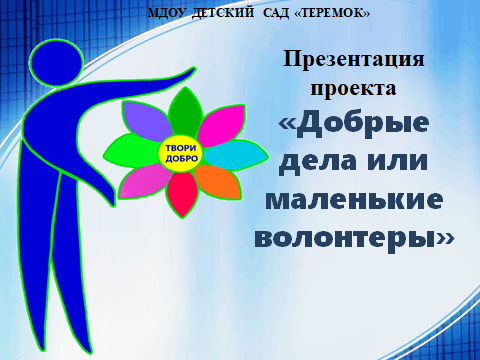 МДОУ ДЕТСКИЙ САД «ТЕРЕМОК»
Презентация
проекта
«Добрые
дела или
маленькие
волонтеры»
ТВОРИ
ДОБРО